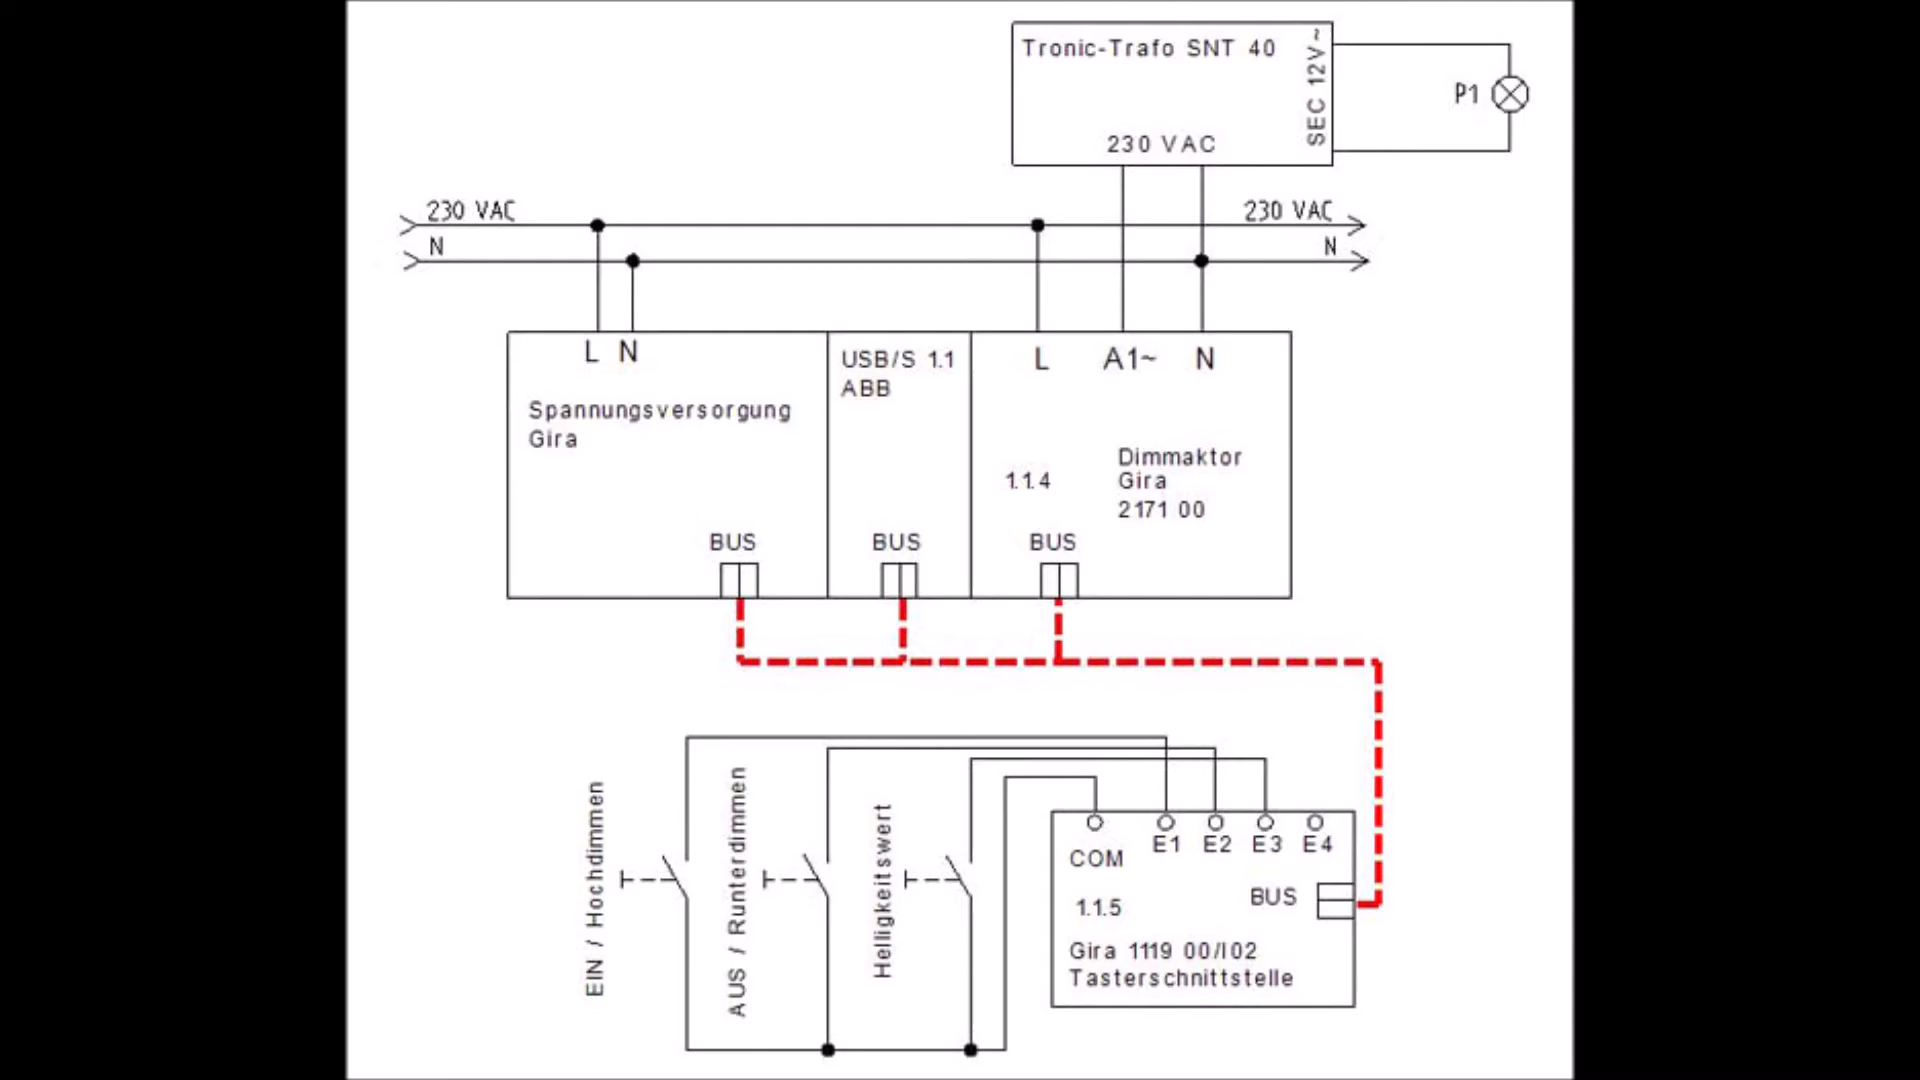 Tronic-Trafo SNT 40
SEC 12V~
P1
230 VAC
230 VAC
230 VAC
N
N
L N
USB/S 1.1
ABB
L A1~ N
Spannungsversorgung
Gira
1.1.4
Dimmaktor
Gira
2171 00
BUS
BUS
BUS
EIN / Hochdimmen
AUS / Runterdimmen
Helligkeitswert
COM
E1 E2 E3 E4
BUS
1.1.5
Gira 1119 00/I02
Tasterschnittstelle